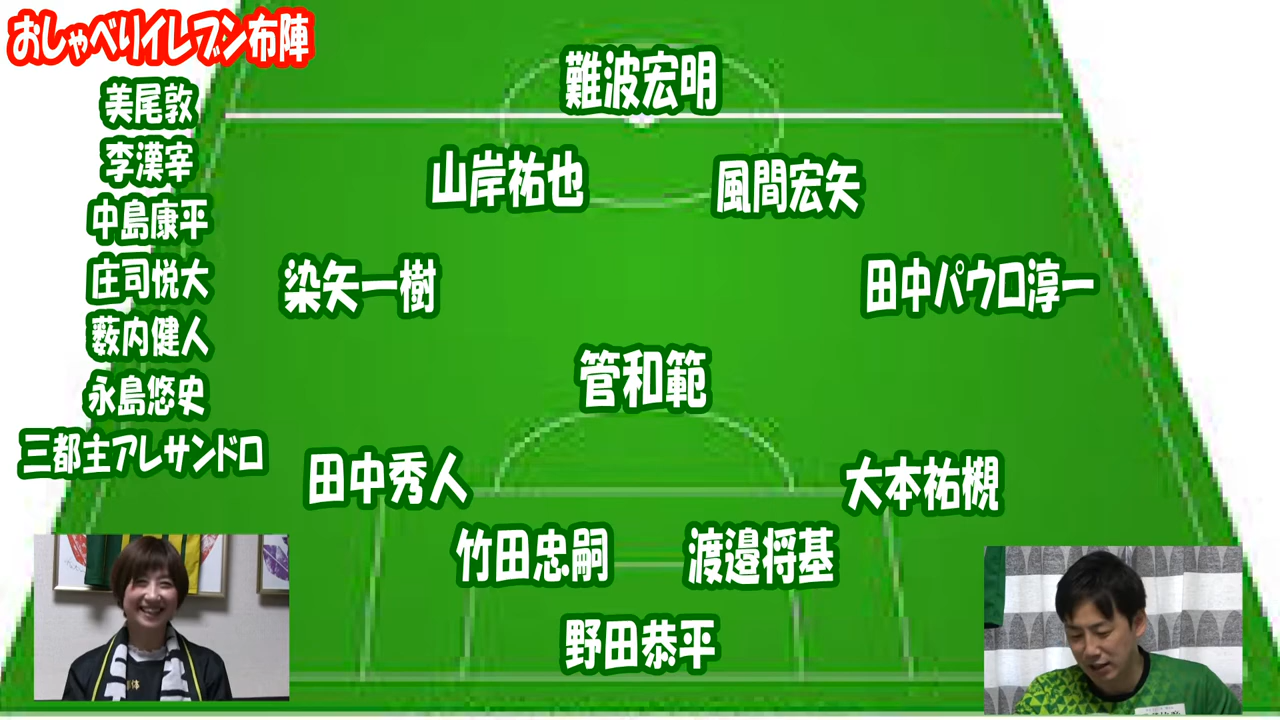 おしゃべりイレブン布陣
美尾敦
李漢宰
中島康平
庄司悦大
薮内健人
永島悠史
三都主アレサンドロ
難波宏明
山岸祐也
風間宏矢
染矢一樹
田中パウロ淳一
管和範
田中秀人
大本祐槻
竹田忠嗣
渡邉将基
野田恭平